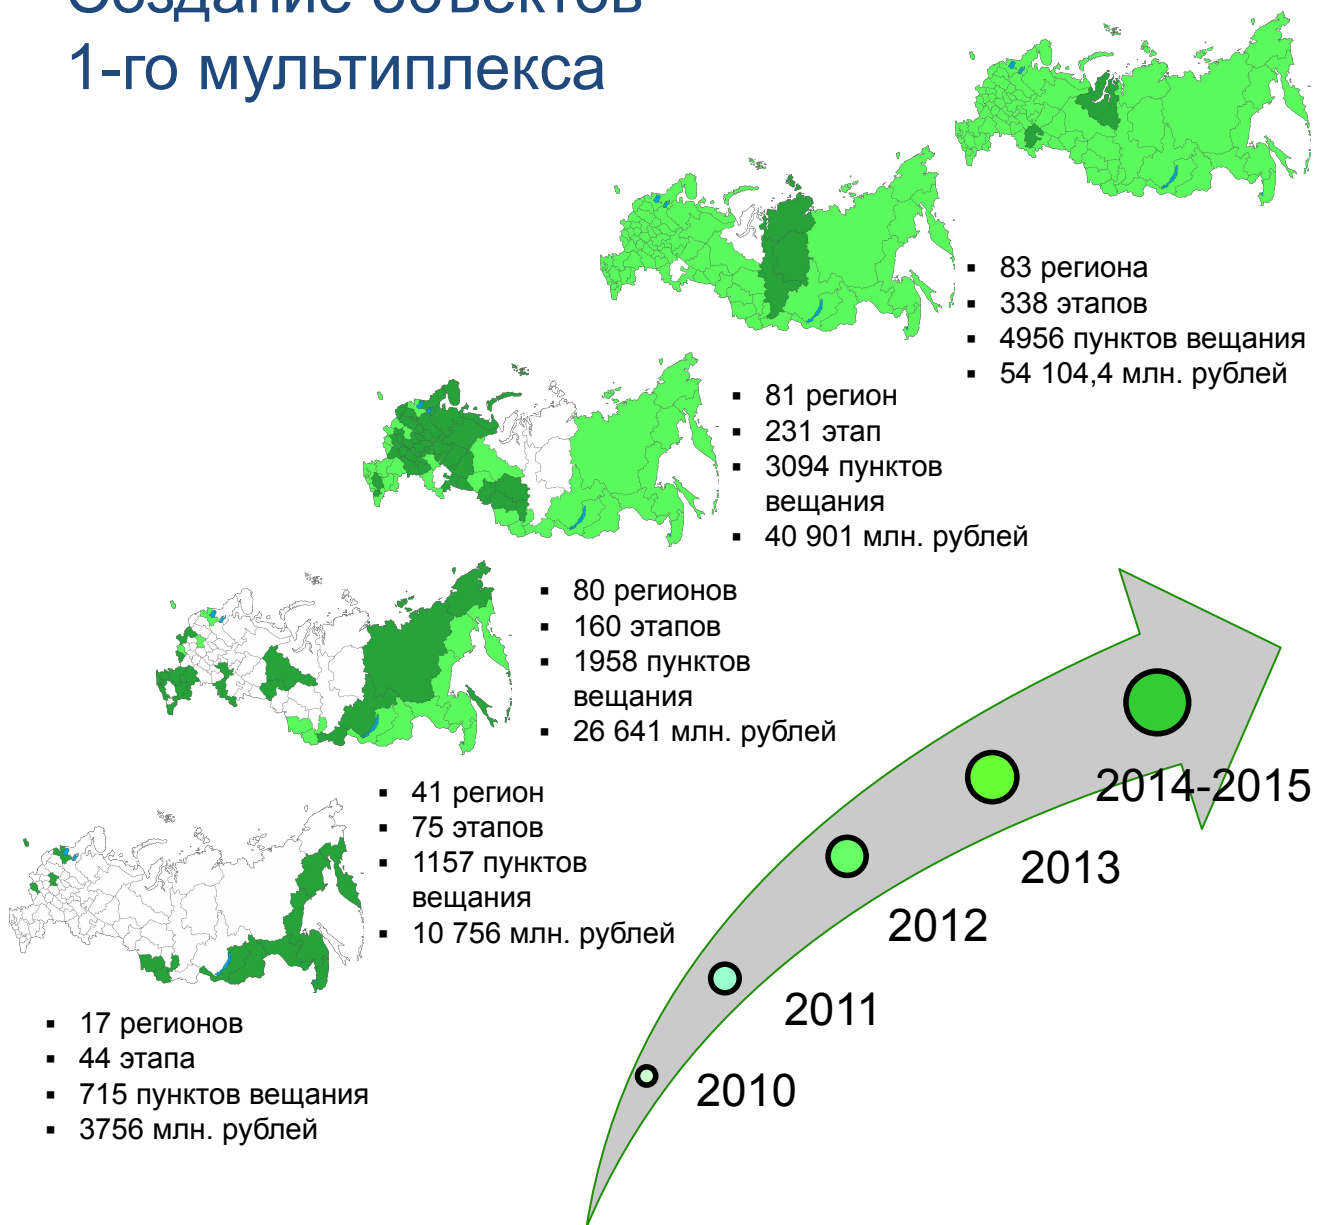 Создание объектов
1-го мультиплекса
▪ 83 региона
▪ 338 этапов
▪ 4956 пунктов вещания
▪ 54 104,4 млн. рублей
▪ 81 регион
▪ 231 этап
▪ 3094 пунктов
вещания
▪ 40 901 млн. рублей
▪ 80 регионов
▪ 160 этапов
▪ 1958 пунктов
вещания
▪ 26 641 млн. рублей
▪ 41 регион
▪ 75 этапов
▪ 1157 пунктов
вещания
▪ 10 756 млн. рублей
▪ 17 регионов
▪ 44 этапа
▪ 715 пунктов вещания
▪ 3756 млн. рублей
2014-2015
2013
2012
2011
2010